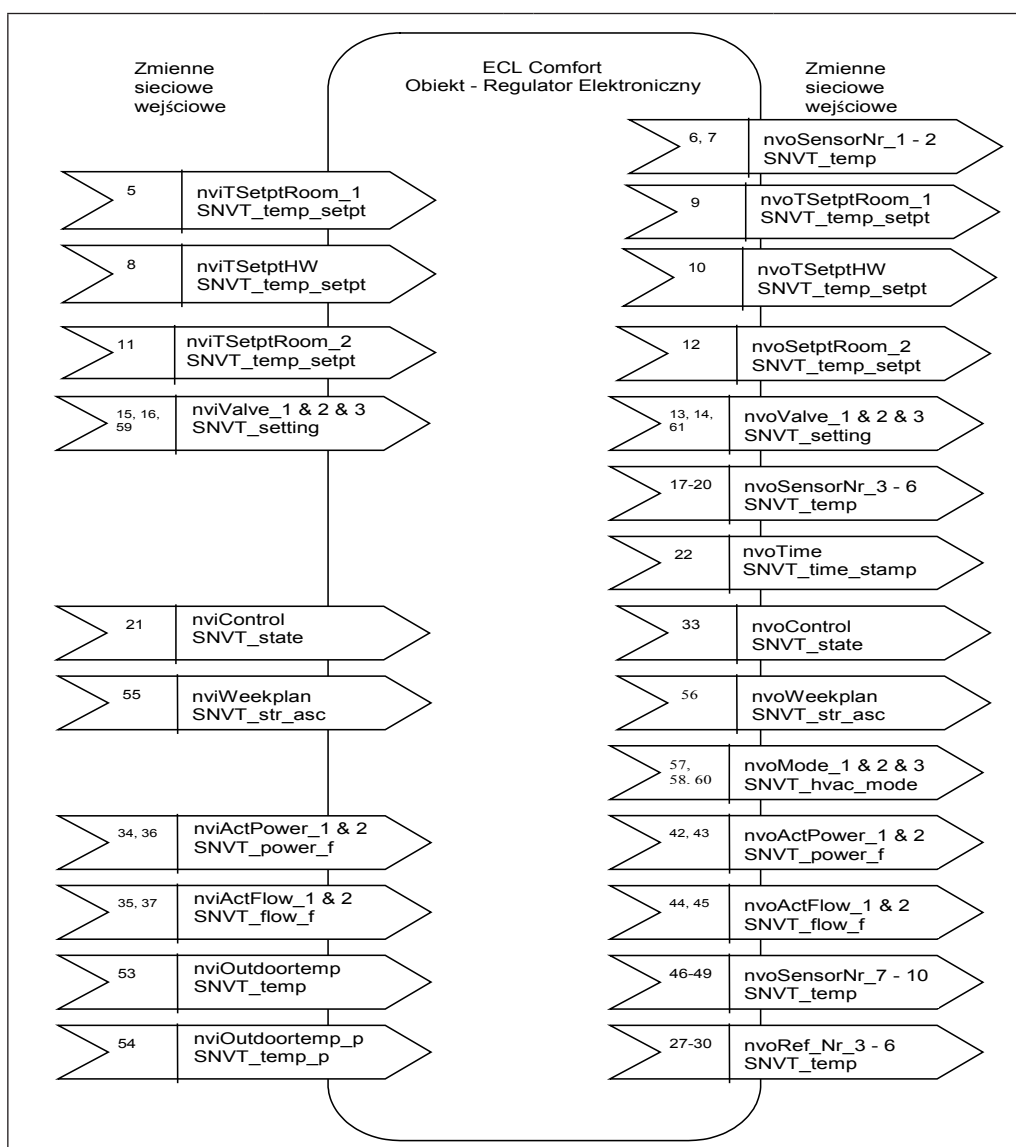 ECL Comfort
Obiekt - Regulator Elektroniczny
Zmienne
sieciowe
wejściowe
5
nviTSetptRoom_1
SNVT_temp_setpt
8
nviTSetptHW
SNVT_temp_setpt
11
nviTSetptRoom_2
SNVT_temp_setpt
15, 16,
59
nviValve_1 & 2 & 3
SNVT_setting
21
nviControl
SNVT_state
55
nviWeekplan
SNVT_str_asc
34, 36
nviActPower_1 & 2
SNVT_power_f
35, 37
nviActFlow_1 & 2
SNVT_flow_f
53
nviOutdoortemp
SNVT_temp
54
nviOutdoortemp_p
SNVT_temp_p
Zmienne
sieciowe
wejściowe
6, 7
nvoSensorNr_1 - 2
SNVT_temp
9
nvoTSetptRoom_1
SNVT_temp_setpt
10
nvoTSetptHW
SNVT_temp_setpt
12
nvoSetptRoom_2
SNVT_temp_setpt
13, 14,
61
nvoValve_1 & 2 & 3
SNVT_setting
17-20
nvoSensorNr_3 - 6
SNVT_temp
22
nvoTime
SNVT_time_stamp
33
nvoControl
SNVT_state
56
nvoWeekplan
SNVT_str_asc
57,
58. 60
nvoMode_1 & 2 & 3
SNVT_hvac_mode
42, 43
nvoActPower_1 & 2
SNVT_power_f
44, 45
nvoActFlow_1 & 2
SNVT_flow_f
46-49
nvoSensorNr_7 - 10
SNVT_temp
27-30
nvoRef_Nr_3 - 6
SNVT_temp